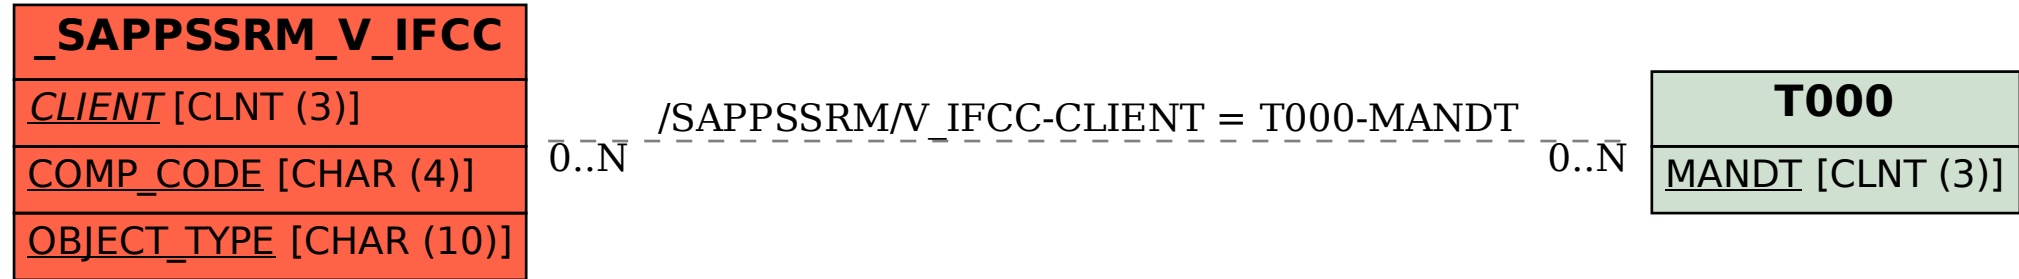 _SAPPSSRM_V_IFCC
CLIENT [CLNT (3)]
COMP_CODE [CHAR (4)]
OBJECT_TYPE [CHAR (10)]
/SAPPSSRM/V_IFCC-CLIENT = T000-MANDT
0..N
0..N
T000
MANDT [CLNT (3)]